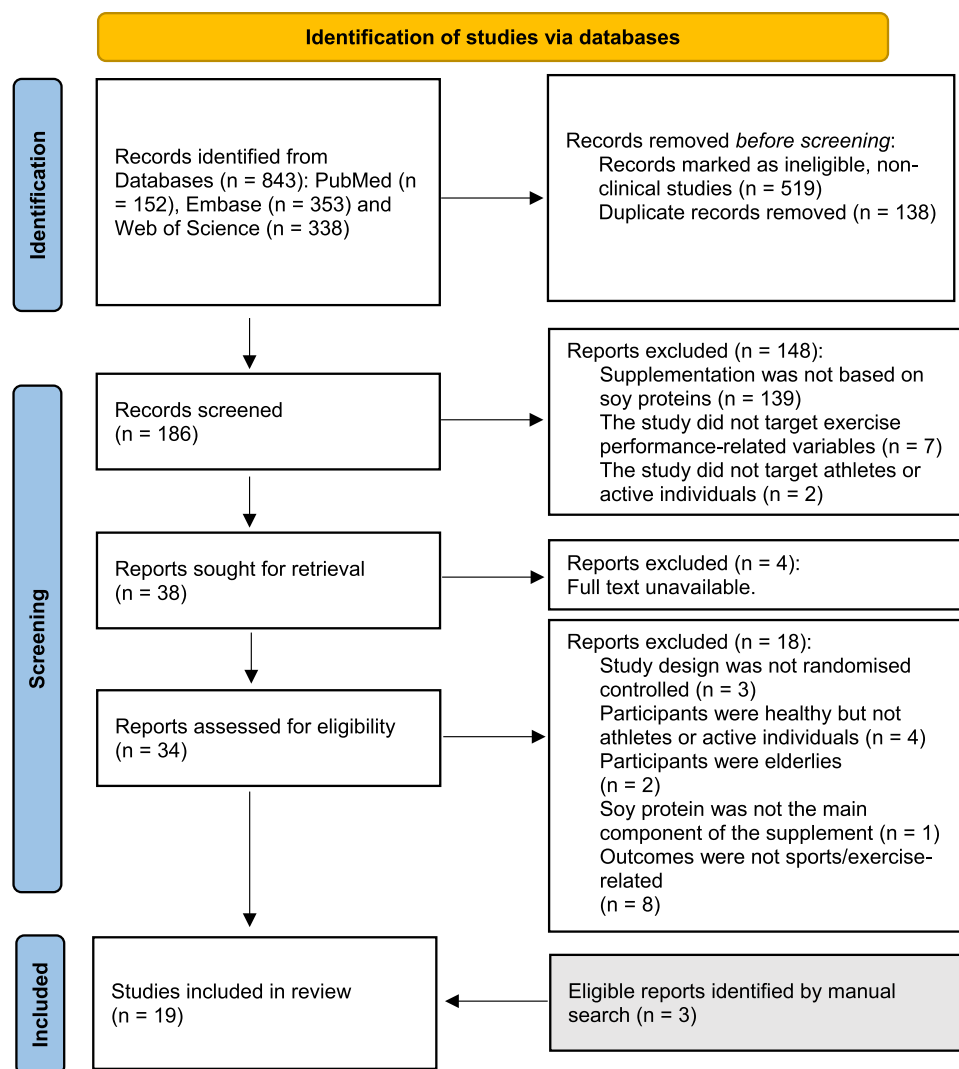 Identification of studies via databases
Identification
Records identified from
Databases (n = 843): PubMed (n
= 152), Embase (n = 353) and
Web of Science (n = 338)
Records removed before screening:
Records marked as ineligible, non-
clinical studies (n = 519)
Duplicate records removed (n = 138)
Screening
Records screened
(n = 186)
Reports excluded (n = 148):
Supplementation was not based on
soy proteins (n = 139)
The study did not target exercise
performance-related variables (n = 7)
The study did not target athletes or
active individuals (n = 2)
Reports sought for retrieval
(n = 38)
Reports excluded (n = 4):
Full text unavailable.
Reports assessed for eligibility
(n = 34)
Reports excluded (n = 18):
Study design was not randomised
controlled (n = 3)
Participants were healthy but not
athletes or active individuals (n = 4)
Participants were elderlies
(n = 2)
Soy protein was not the main
component of the supplement (n = 1)
Outcomes were not sports/exercise-
related
(n = 8)
Included
Studies included in review
(n = 19)
Eligible reports identified by manual
search (n = 3)